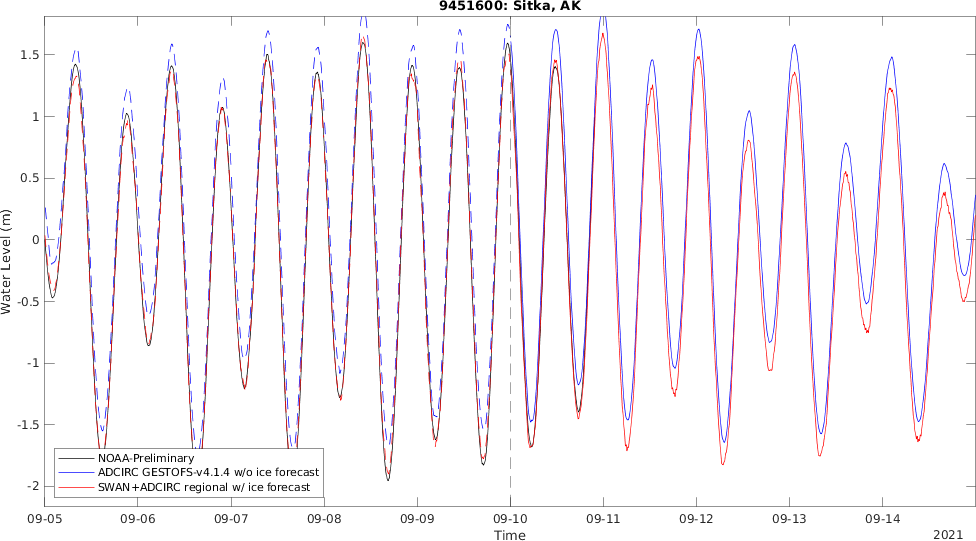 9451600: Sitka, AK
Water Level (m)
1.5
1
0.5
0
-0.5
-1
-1.5
-2
NOAA-Preliminary
ADCIRC GESTOFS-v4.1.4 w/o ice forecast
SWAN+ADCIRC regional w/ ice forecast
09-05 09-06 09-07 09-08 09-09 09-10 09-11 09-12 09-13 09-14
Time
2021